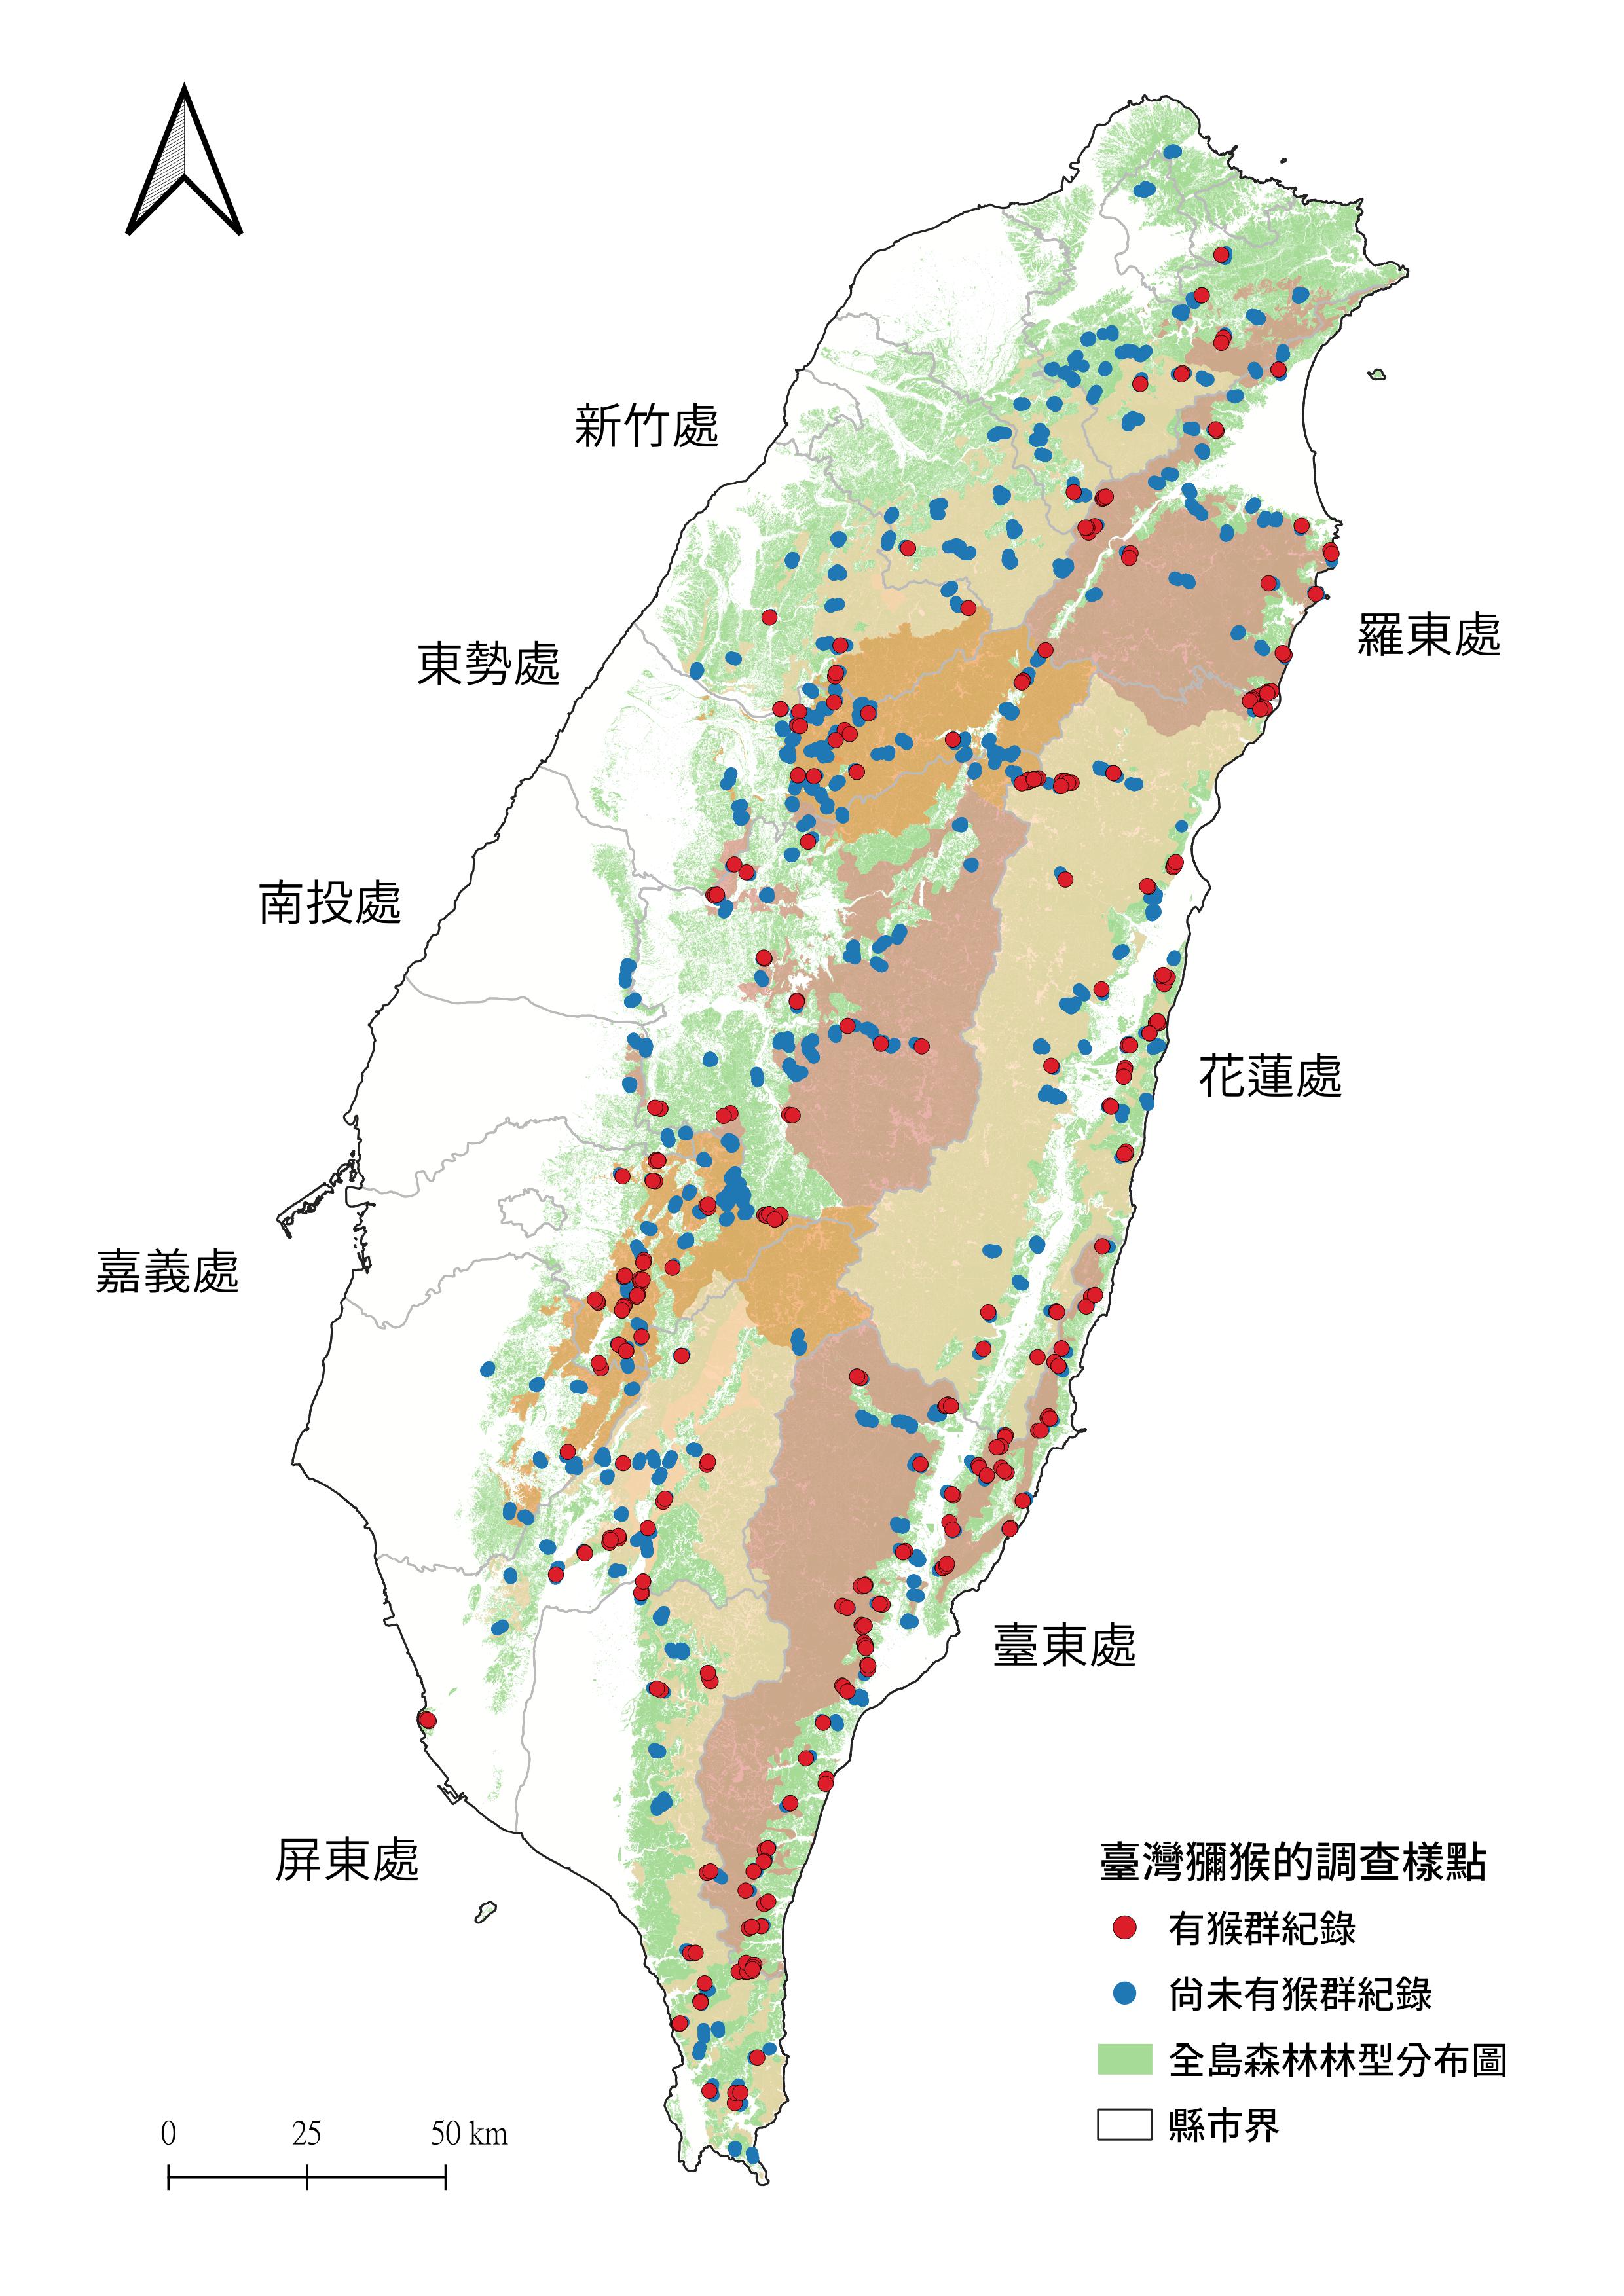 新竹處
東勢處
羅東處
南投處
花蓮處
嘉義處
臺東處
屏東處
臺灣獼猴的調查樣點
有猴群紀錄
尚未有猴群紀錄
全島森林林型分布圖
縣市界
0 25 50 km